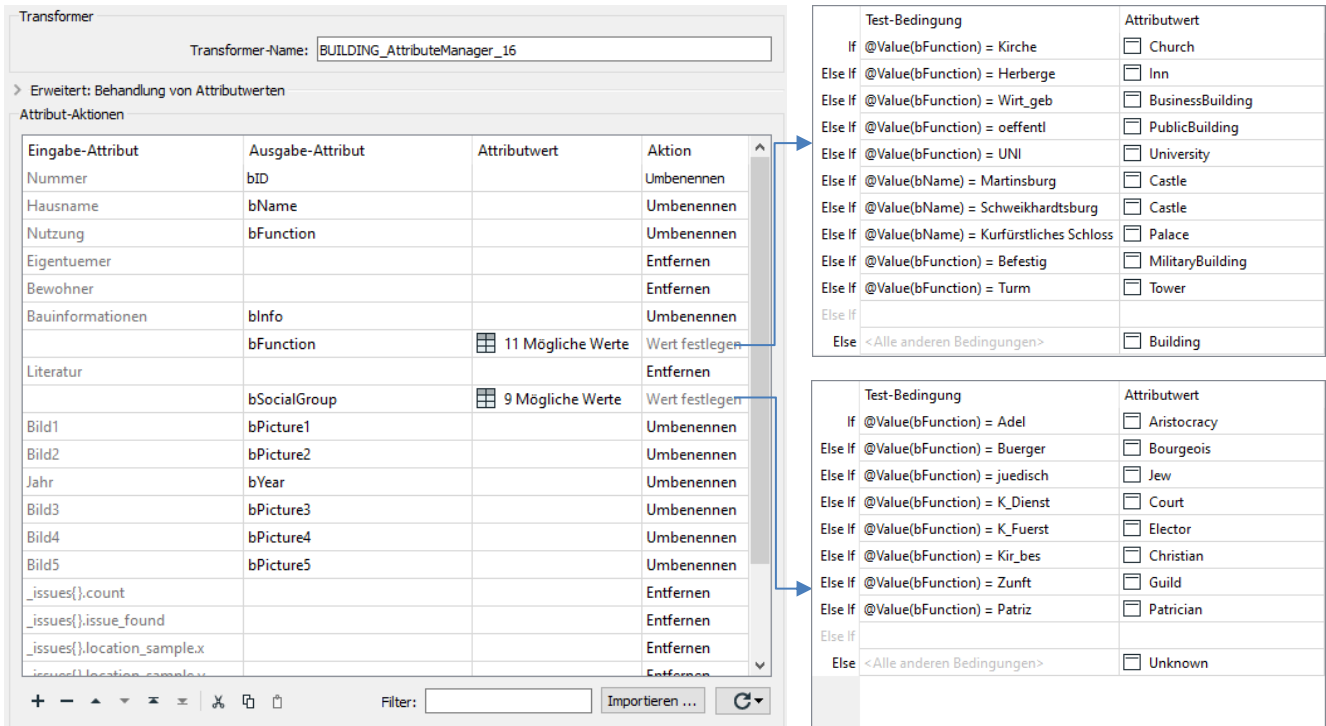 Transformer
Transformer-Name: BUILDING_AttributeManager_16
> Erweitert: Behandlung von Attributwerten
Attribut-Aktionen
Eingabe-Attribut Ausgabe-Attribut Attributwert Aktion
Nummer bID Umbenennen
Hausname bName Umbenennen
Nutzung bFunction Umbenennen
Eigentuemer Entfernen
Bewohner Entfernen
Bauinformationen bInfo Umbenennen
bFunction 11 Mögliche Werte Wert festlegen
Literatur Entfernen
bSocialGroup 9 Mögliche Werte Wert festlegen
Bild1 bPicture1 Umbenennen
Bild2 bPicture2 Umbenennen
Jahr bYear Umbenennen
Bild3 bPicture3 Umbenennen
Bild4 bPicture4 Umbenennen
Bild5 bPicture5 Umbenennen
_issues{}.count Entfernen
_issues{}.issue_found Entfernen
_issues{}.location_sample.x Entfernen
Filter: Importieren ...
Test-Bedingung Attributwert
If @Value(bFunction) = Kirche Church
Else If @Value(bFunction) = Herberge Inn
Else If @Value(bFunction) = Wirt_geb BusinessBuilding
Else If @Value(bFunction) = oeffentl PublicBuilding
Else If @Value(bFunction) = UNI University
Else If @Value(bName) = Martinsburg Castle
Else If @Value(bName) = Schweikhardtsburg Castle
Else If @Value(bName) = Kurfürstliches Schloss Palace
Else If @Value(bFunction) = Befestig MilitaryBuilding
Else If @Value(bFunction) = Turm Tower
Else If
Else <Alle anderen Bedingungen> Building
Test-Bedingung Attributwert
If @Value(bFunction) = Adel Aristocracy
Else If @Value(bFunction) = Buerger Bourgeois
Else If @Value(bFunction) = juedisch Jew
Else If @Value(bFunction) = K_Dienst Court
Else If @Value(bFunction) = K_Fuerst Elector
Else If @Value(bFunction) = Kir_bes Christian
Else If @Value(bFunction) = Zunft Guild
Else If @Value(bFunction) = Patriz Patrician
Else If
Else <Alle anderen Bedingungen> Unknown